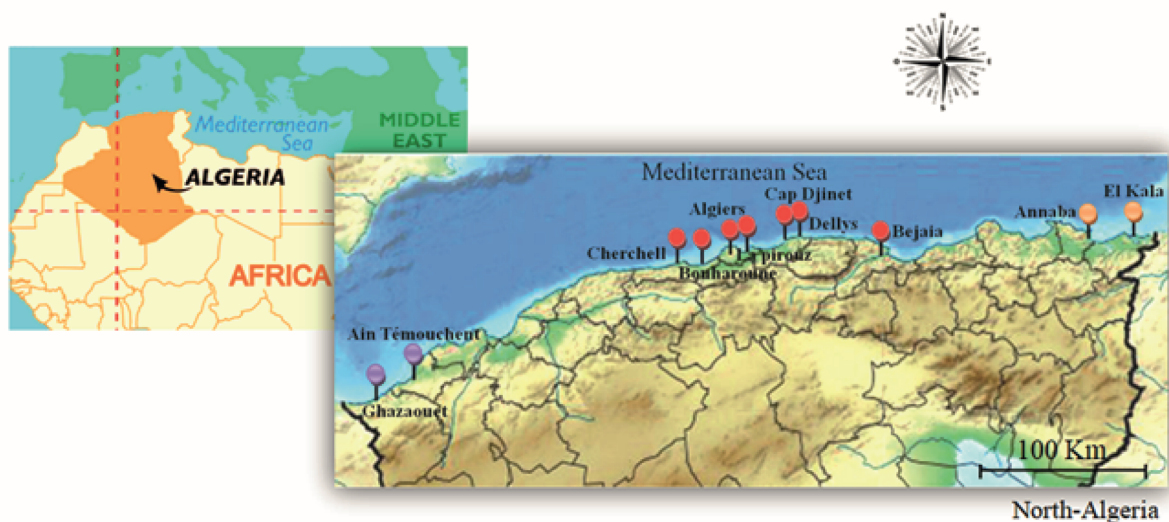 N
O
E
S
Mediterranean
Sea
MIDDLE
EAST
ALGERIA
AFRICA
Mediterranean Sea
Cap Djinet
El Kala
Algiers
Annaba
Dellys
Bejaia
Cherchell
Bouharoune
Ain Témouchent
Ghazaouet
100 Km
North-Algeria